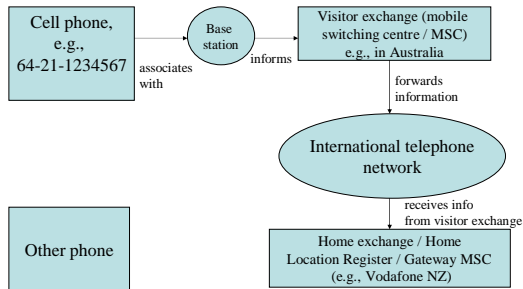 Cell phone,
e.g.,
64-21-1234567
associates
with
Base
station
informs
Visitor exchange (mobile
switching centre / MSC)
e.g., in Australia
forwards
information
International telephone
network
receives info
from visitor exchange
Home exchange / Home
Location Register / Gateway MSC
(e.g., Vodafone NZ)
Other phone